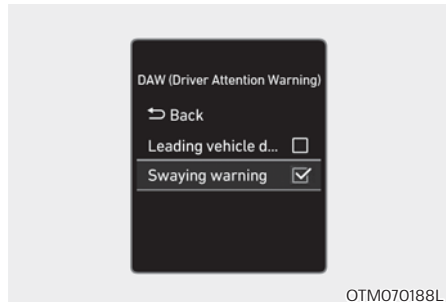 DAW (Driver Attention Warning)
Back
Leading vehicle d...
Swaying warning
OTM070188L